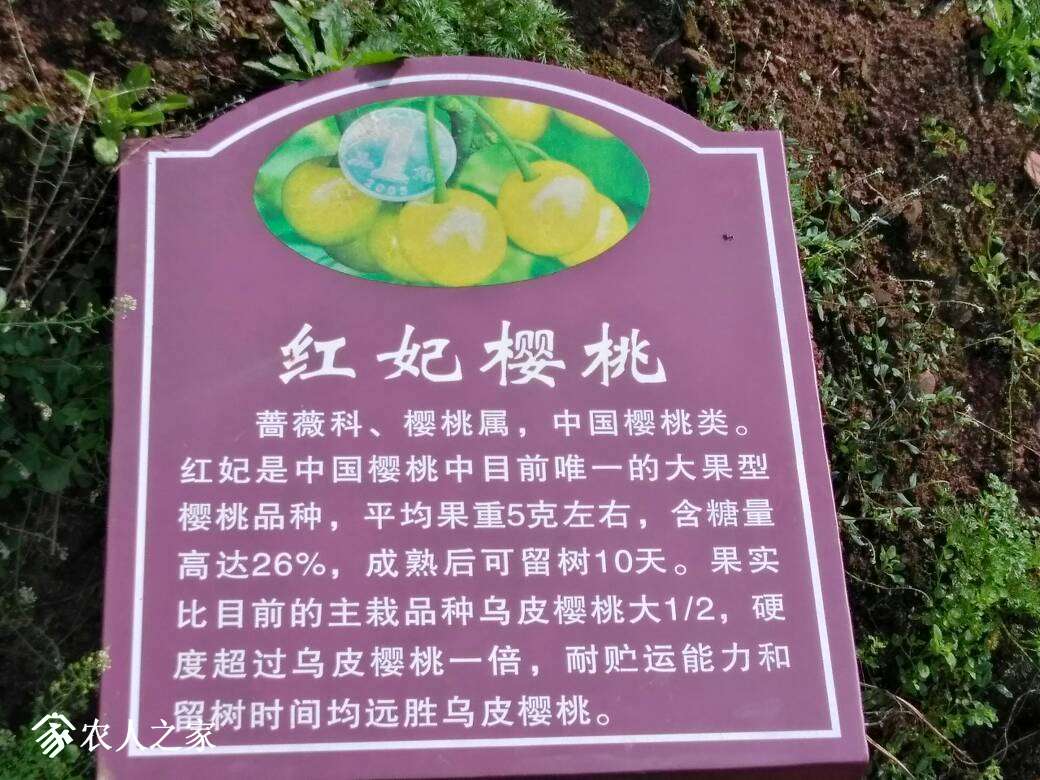 1
2002
红妃樱桃
蔷薇科、樱桃属，中国樱桃类。
红妃是中国樱桃中目前唯一的大果型
樱桃品种，平均果重5克左右，含糖量
高达26%，成熟后可留树10天。果实
比目前的主栽品种乌皮樱桃大1/2，硬
度超过乌皮樱桃一倍，耐贮运能力和
留树时间均远胜乌皮樱桃。
农人之家